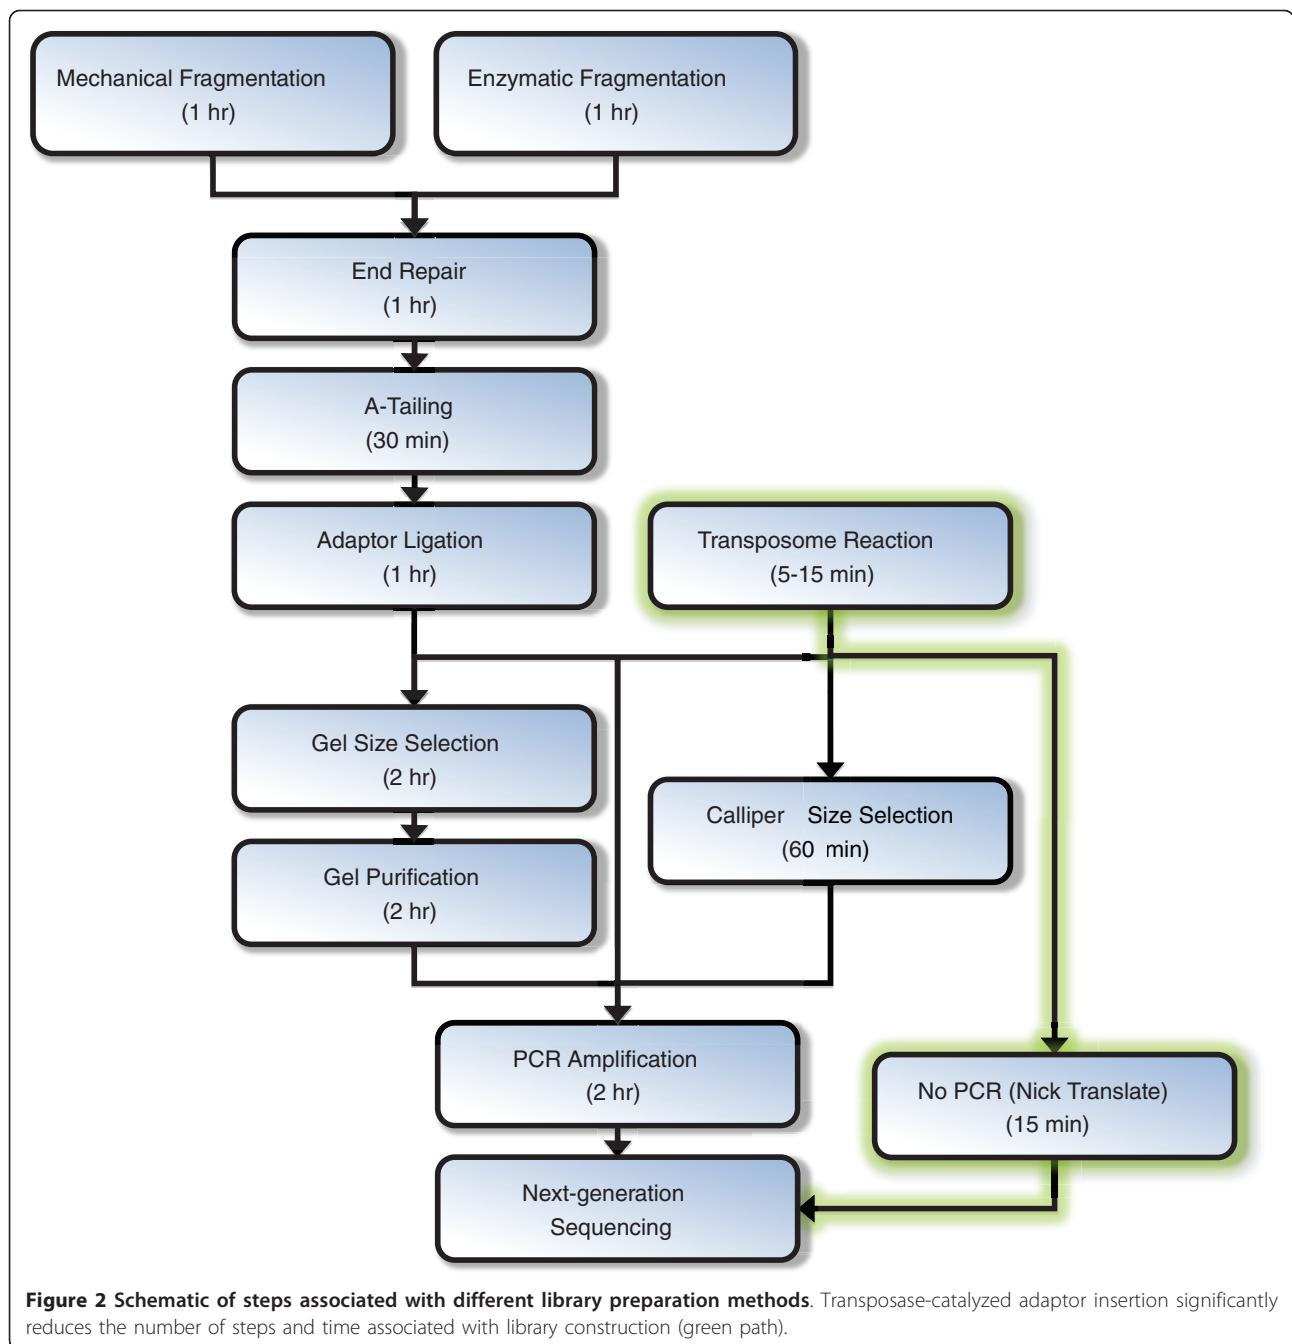 Mechanical Fragmentation
(1 hr)
Enzymatic Fragmentation
(1 hr)
End Repair
(1 hr)
A-Tailing
(30 min)
Adaptor Ligation
(1 hr)
Transposome Reaction
(5-15 min)
Gel Size Selection
(2 hr)
Calliper Size Selection
(60 min)
Gel Purification
(2 hr)
PCR Amplification
(2 hr)
No PCR (Nick Translate)
(15 min)
Next-generation
Sequencing
Figure 2 Schematic of steps associated with different library preparation methods. Transposase-catalyzed adaptor insertion significantly
reduces the number of steps and time associated with library construction (green path).